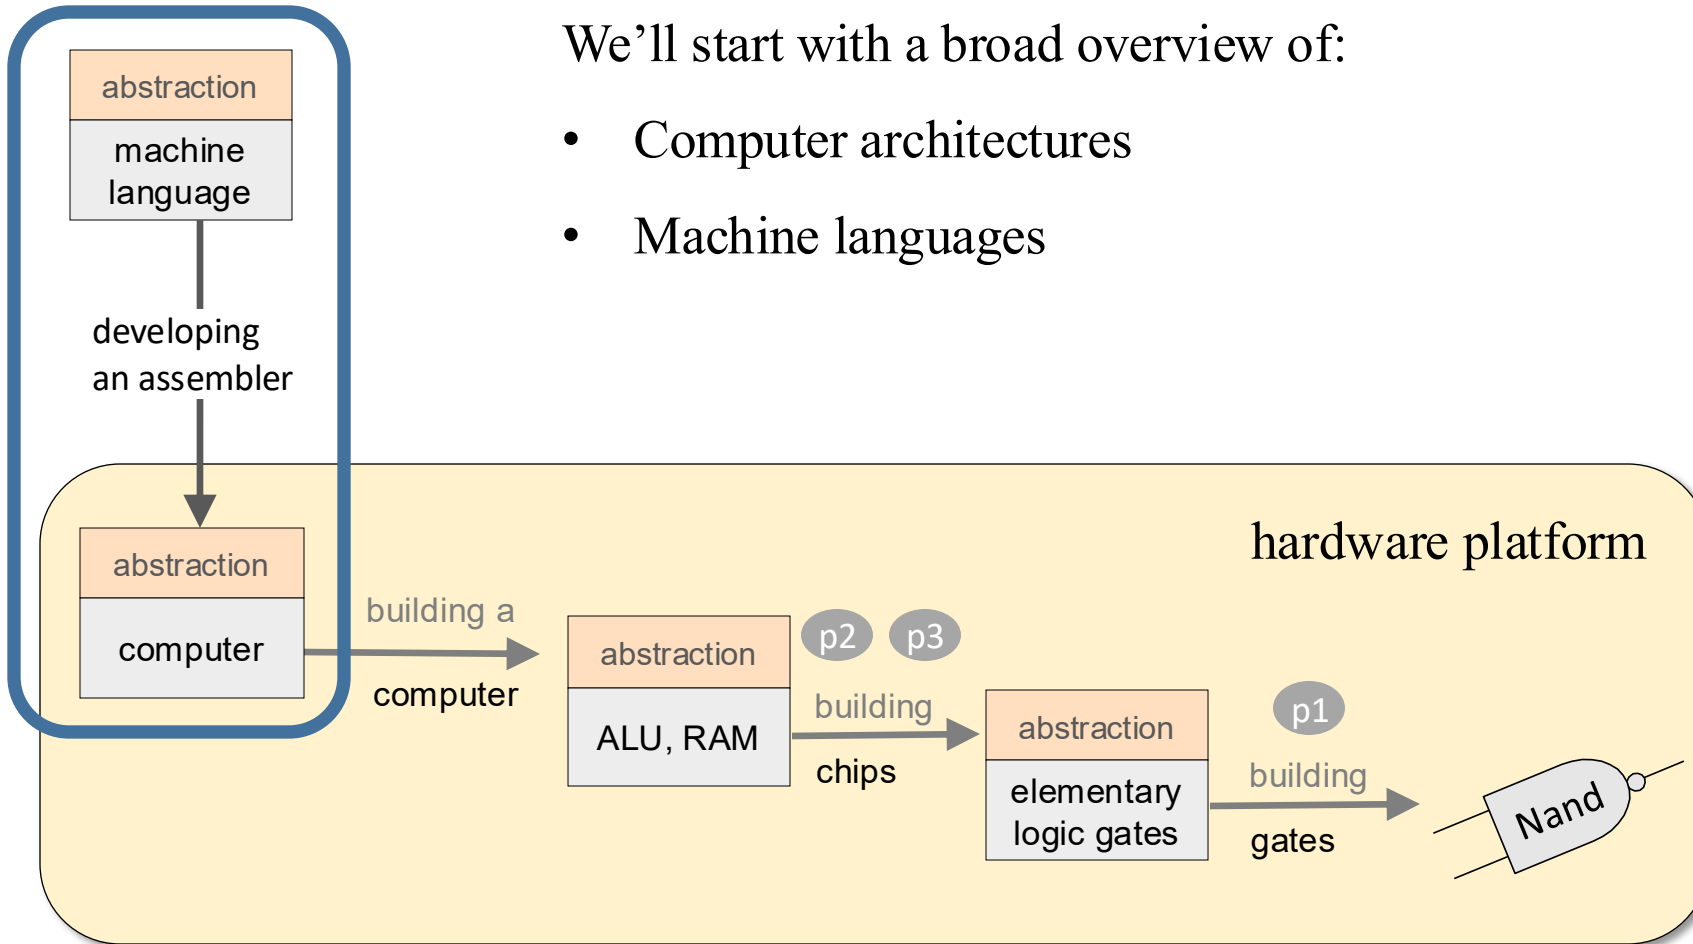 We’ll start with a broad overview of:
• Computer architectures
• Machine languages
abstraction
machine
language
developing
an assembler
hardware platform
abstraction
computer
building a
computer
abstraction
ALU, RAM
p2
p3
building
chips
abstraction
elementary
logic gates
p1
building
gates
Nand